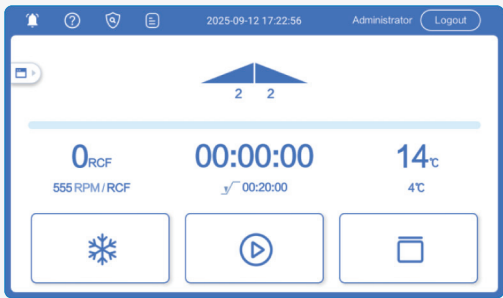 2025-09-12 17:22:56 Administrator Logout
2 2
0RCF 00:00:00 14℃
555 RPM/RCF 00:20:00 4℃